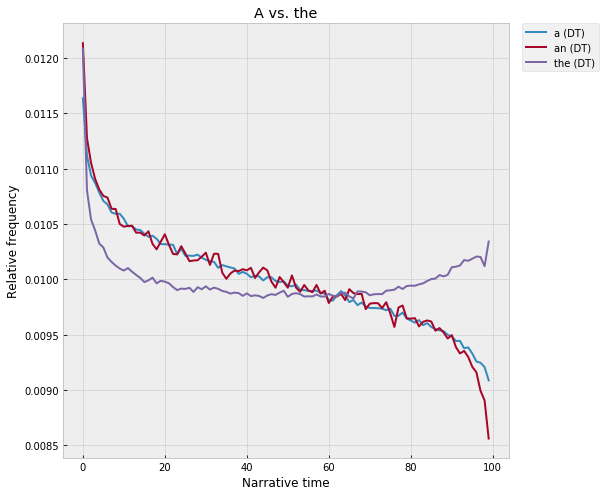 A vs. the
a (DT)
an (DT)
the (DT)
0.0120
0.0115
0.0110
0.0105
0.0100
0.0095
0.0090
0.0085
Relative frequency
0 20 40 60 80 100
Narrative time